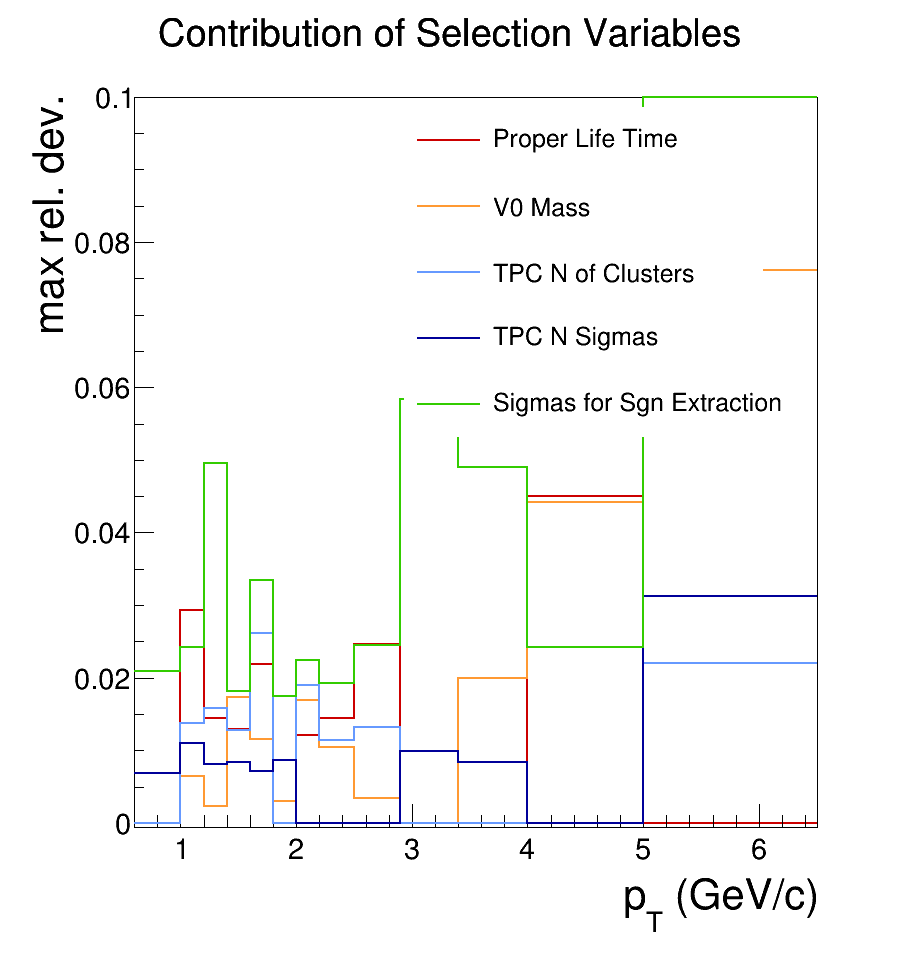 Contribution of Selection Variables
max rel. dev.
0.1
0.08
0.06
0.04
0.02
0
Proper Life Time
V0 Mass
TPC N of Clusters
TPC N Sigmas
Sigmas for Sgn Extraction
1 2 3 4 5 6
p_T (GeV/c)